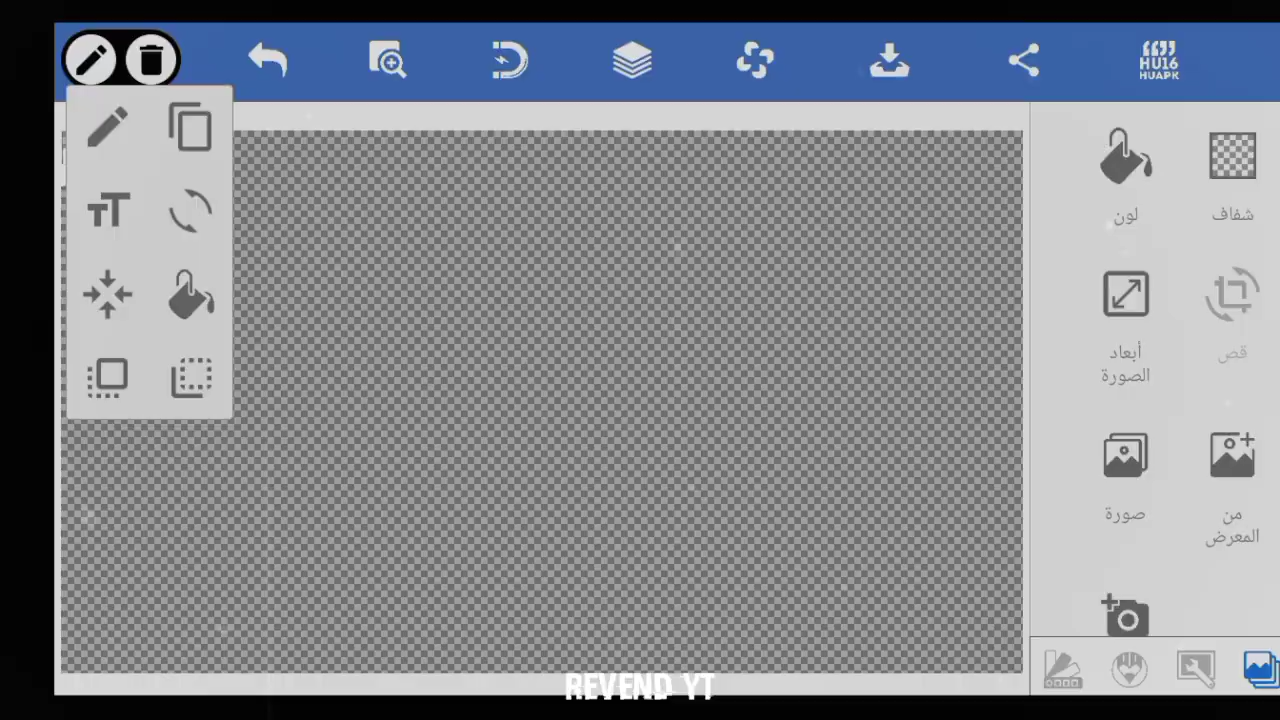 HU16
HUAPK
شفاف
لون
قص
أبعاد
الصورة
من
المعرض
صورة
REVEND YT